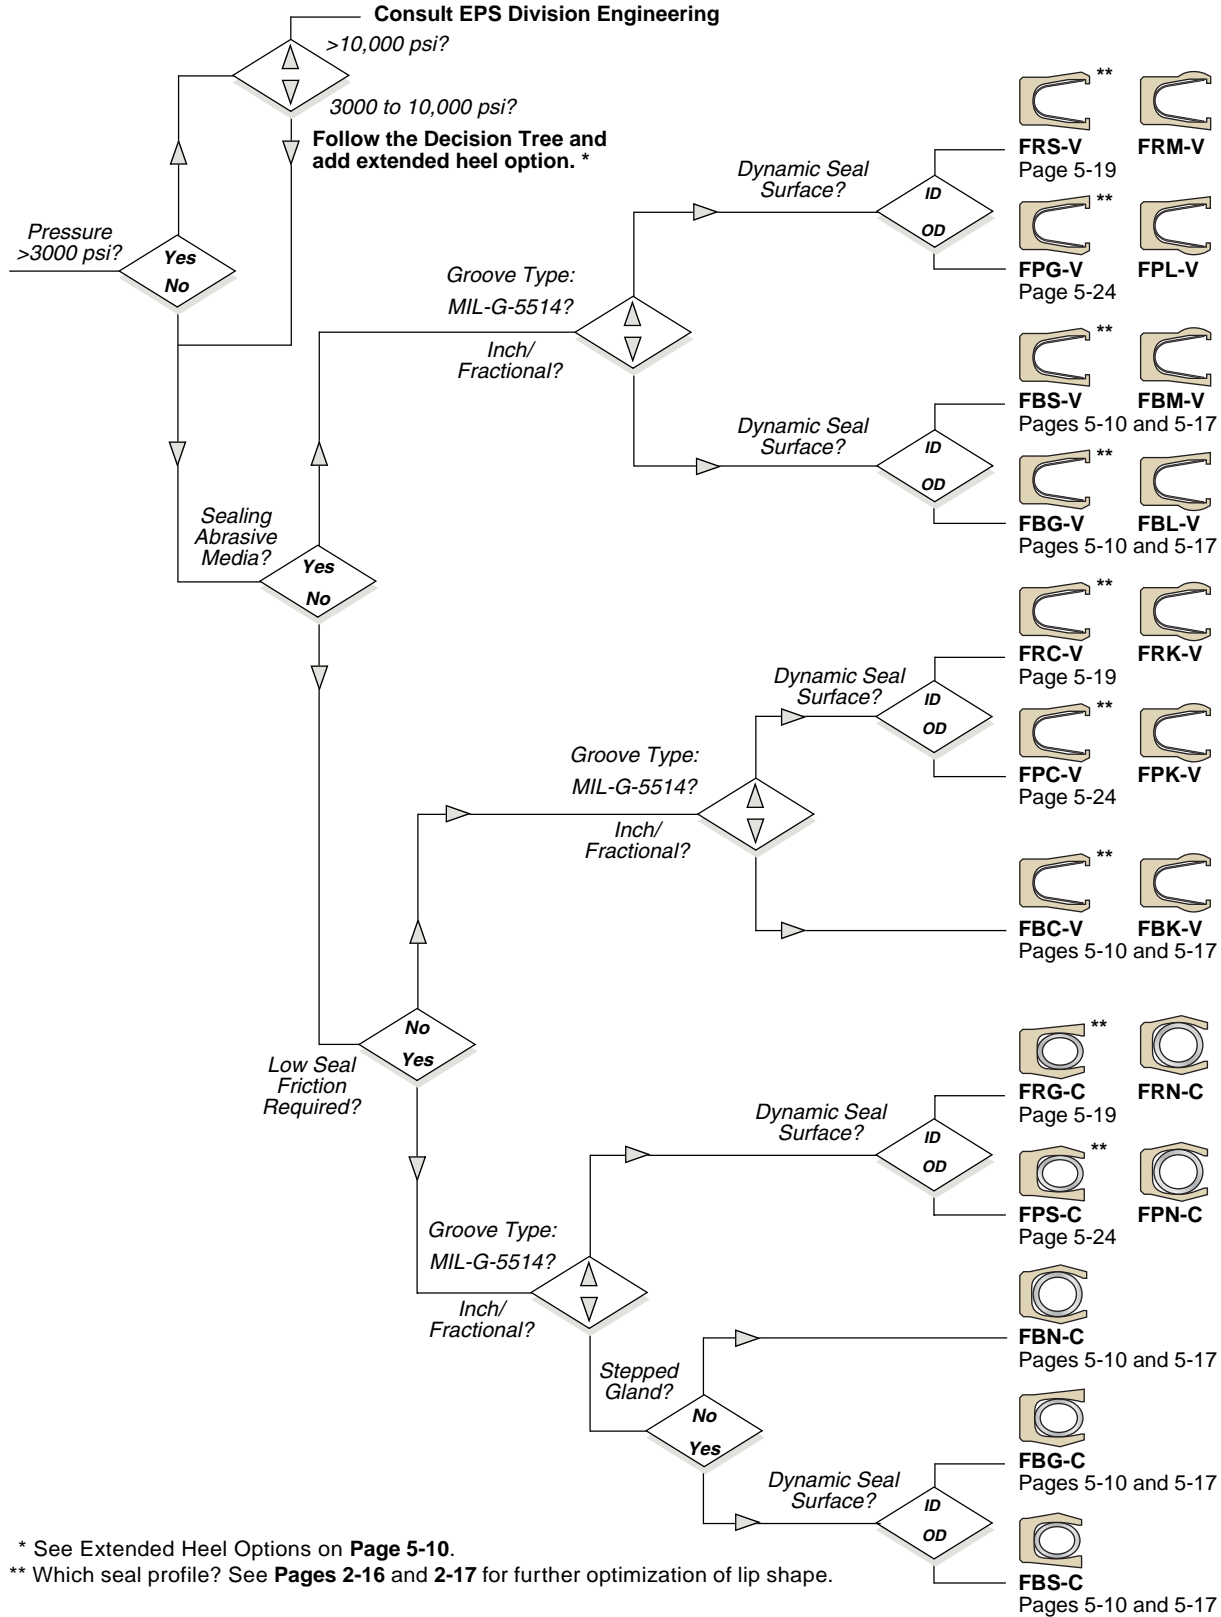 Consult EPS Division Engineering
>10,000 psi?
3000 to 10,000 psi?
Follow the Decision Tree and
add extended heel option. *
Pressure
>3000 psi?
Yes
No
Sealing
Abrasive
Media?
Yes
No
Groove Type:
MIL-G-5514?
Inch/
Fractional?
Dynamic Seal
Surface?
ID
OD
**
FRS-V FRM-V
Page 5-19
**
FPG-V FPL-V
Page 5-24
Dynamic Seal
Surface?
ID
OD
**
FBS-V FBM-V
Pages 5-10 and 5-17
**
FBG-V FBL-V
Pages 5-10 and 5-17
Low Seal
Friction
Required?
No
Yes
Groove Type:
MIL-G-5514?
Inch/
Fractional?
Dynamic Seal
Surface?
ID
OD
**
FRC-V FRK-V
Page 5-19
**
FPC-V FPK-V
Page 5-24
**
FBC-V FBK-V
Pages 5-10 and 5-17
Groove Type:
MIL-G-5514?
Inch/
Fractional?
Dynamic Seal
Surface?
ID
OD
**
FRG-C FRN-C
Page 5-19
**
FPS-C FPN-C
Page 5-24
Stepped
Gland?
No
Yes
FBN-C
Pages 5-10 and 5-17
Dynamic Seal
Surface?
ID
OD
FBG-C
Pages 5-10 and 5-17
FBS-C
Pages 5-10 and 5-17
* See Extended Heel Options on Page 5-10.
** Which seal profile? See Pages 2-16 and 2-17 for further optimization of lip shape.